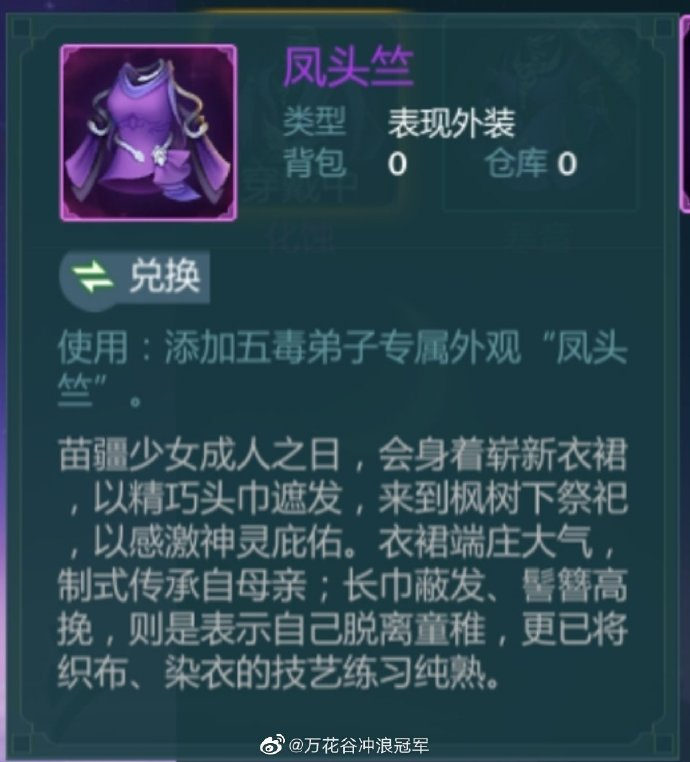 凤头竺
类型 表现外装
背包 0 仓库 0
穿戴中
兑换
使用：添加五毒弟子专属外观“凤头
竺”。
苗疆少女成人之日，会身着崭新衣裙
，以精巧头巾遮发，来到枫树下祭祀
，以感激神灵庇佑。衣裙端庄大气，
制式传承自母亲；长巾蔽发、髻簪高
挽，则是表示自己脱离童稚，更已将
织布、染衣的技艺练习纯熟。
@万花谷冲浪冠军